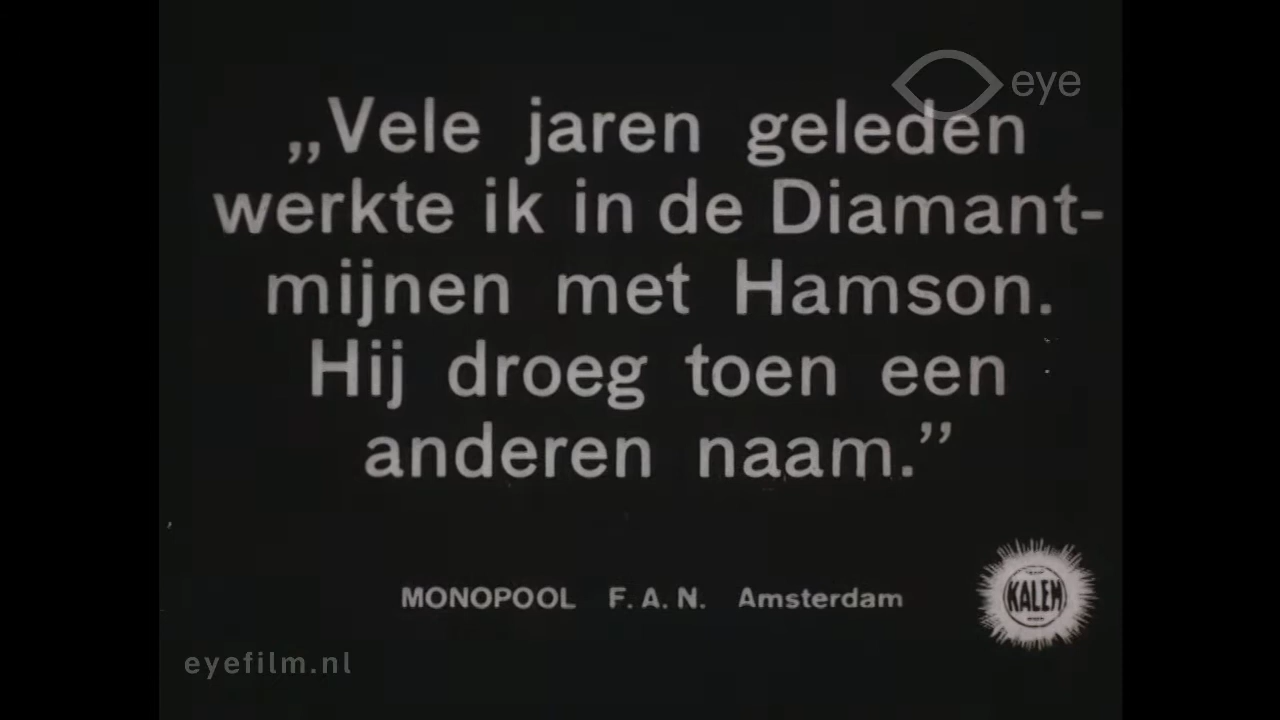 eye
„Vele jaren geleden
werkte ik in de Diamant-
mijnen met Hamson.
Hij droeg toen een
anderen naam.”
MONOPOOL F. A. N. Amsterdam
KALEM
eyefilm.nl